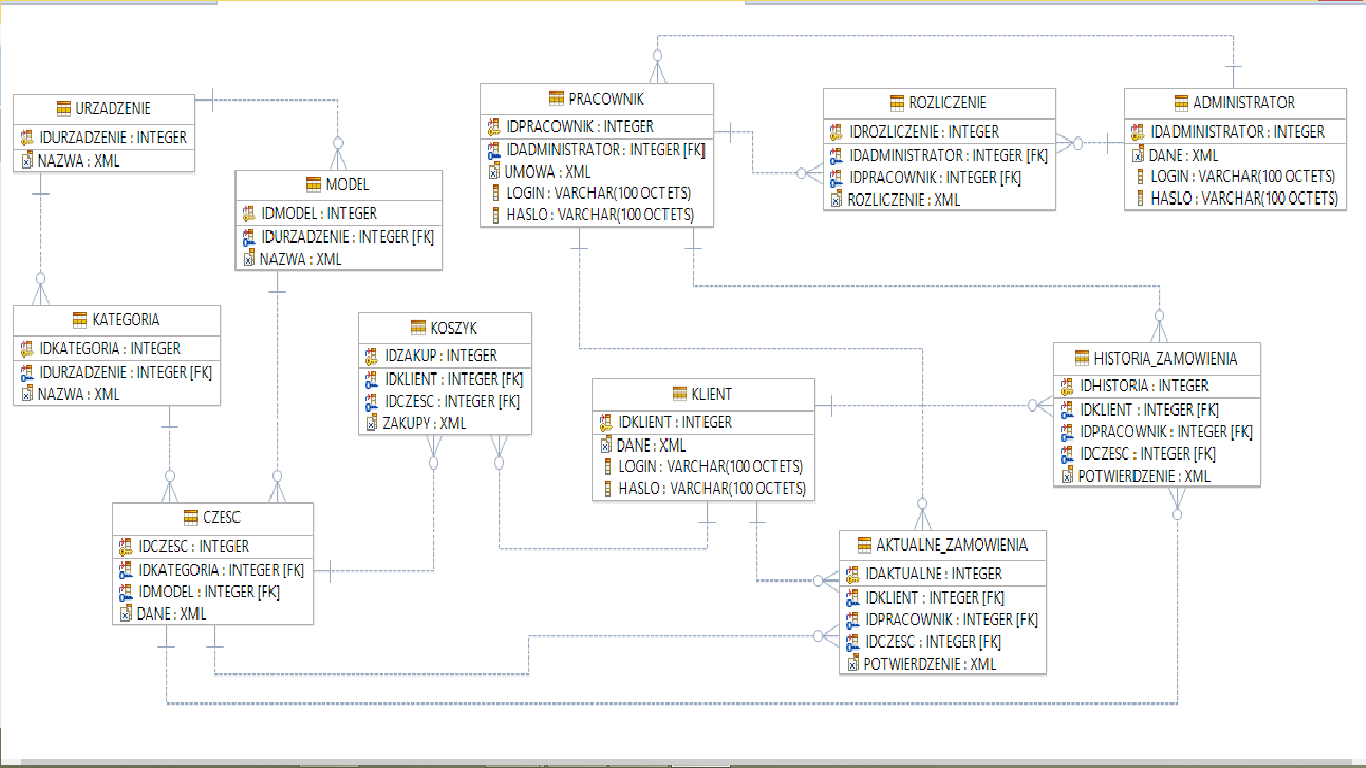 URZADZENIE
IDURZADZENIE : INTEGER
NAZWA : XML
MODEL
IDMODEL : INTEGER
IDURZADZENIE : INTEGER [FK]
NAZWA : XML
PRACOWNIK
IDPRACOWNIK : INTEGER
IDADMINISTRATOR : INTEGER [FK]
UMOWA : XML
LOGIN : VARCHAR(100 OCTETS)
HASLO : VARCHAR(100 OCTETS)
ROZLICZENIE
IDROZLICZENIE : INTEGER
IDADMINISTRATOR : INTEGER [FK]
IDPRACOWNIK : INTEGER [FK]
ROZLICZENIE : XML
ADMINISTRATOR
IDADMINISTRATOR : INTEGER
DANE : XML
LOGIN : VARCHAR(100 OCTETS)
HASLO : VARCHAR(100 OCTETS)
KATEGORIA
IDKATEGORIA : INTEGER
IDURZADZENIE : INTEGER [FK]
NAZWA : XML
KOSZYK
IDZAKUP : INTEGER
IDKLIENT : INTEGER [FK]
IDCZESC : INTEGER [FK]
ZAKUPY : XML
KLIENT
IDKLIENT : INTEGER
DANE : XML
LOGIN : VARCHAR(100 OCTETS)
HASLO : VARCHAR(100 OCTETS)
HISTORIA_ZAMOWIENIA
IDHISTORIA : INTEGER
IDKLIENT : INTEGER [FK]
IDPRACOWNIK : INTEGER [FK]
IDCZESC : INTEGER [FK]
POTWIERDZENIE : XML
CZESC
IDCZESC : INTEGER
IDKATEGORIA : INTEGER [FK]
IDMODEL : INTEGER [FK]
DANE : XML
AKTUALNE_ZAMOWIENIA
IDAKTUALNE : INTEGER
IDKLIENT : INTEGER [FK]
IDPRACOWNIK : INTEGER [FK]
IDCZESC : INTEGER [FK]
POTWIERDZENIE : XML